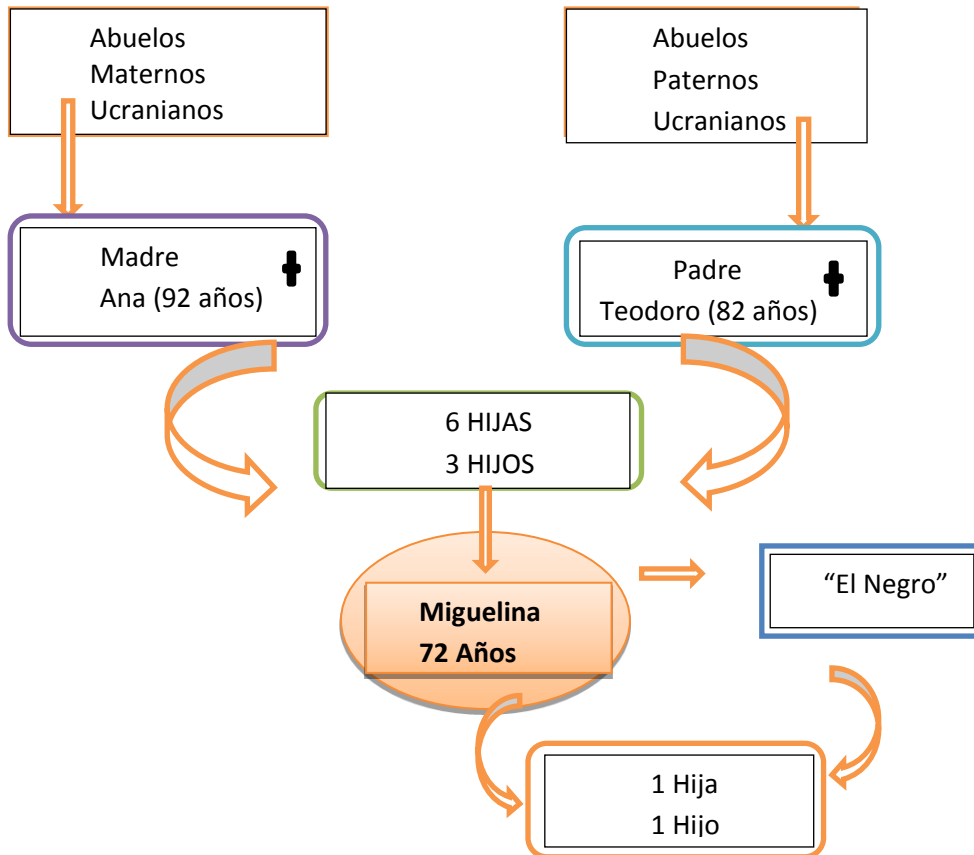 Abuelos
Maternos
Ucranianos
Abuelos
Paternos
Ucranianos
Madre
Ana (92 años)
Padre
Teodoro (82 años)
6 HIJAS
3 HIJOS
Miguelina
72 Años
“El Negro”
1 Hija
1 Hijo